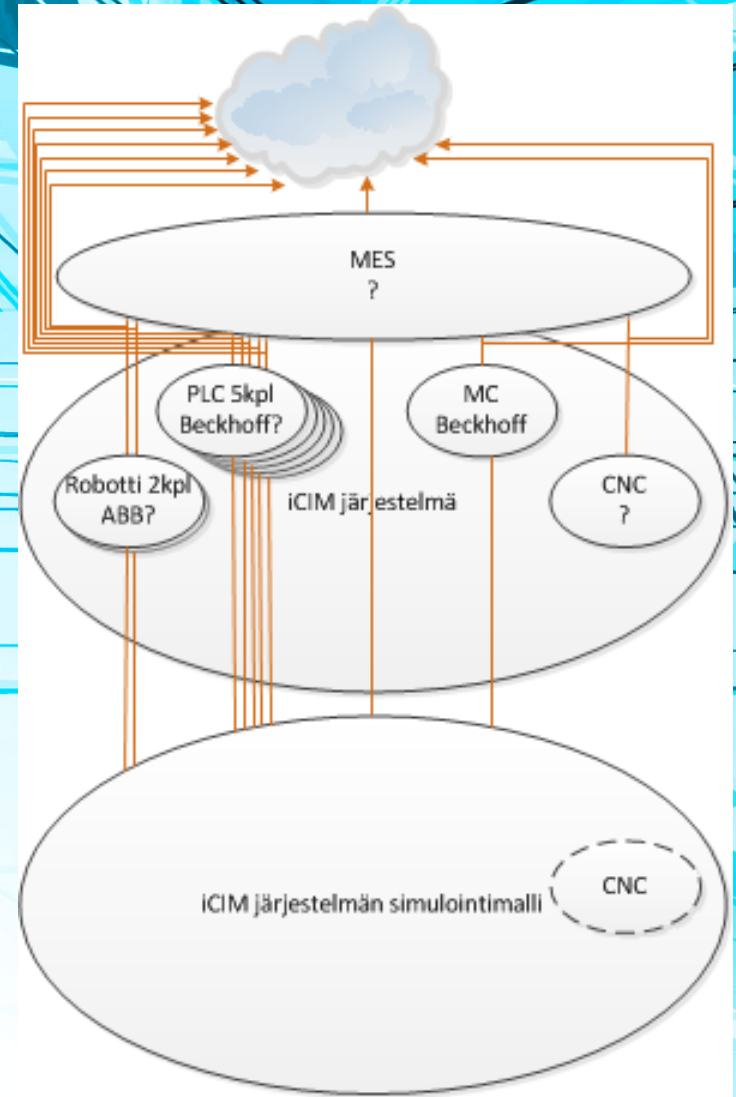 MES
?
PLC 5kpl
Beckhoff?
MC
Beckhoff
Robotti 2kpl
ABB?
iCIM järjestelmä
CNC
?
iCIM järjestelmän simulointimalli
CNC